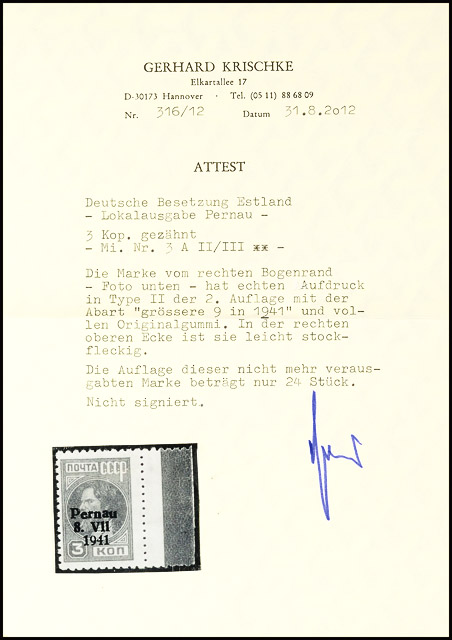 GERHARD KRISCHKE
Elkartallee 17
D-30173 Hannover · Tel. (05 11) 88 68 09
Nr. 316/12 Datum 31.8.2012
ATTEST
Deutsche Besetzung Estland
- Lokalausgabe Pernau -
3 Kop. gezähnt
- Mi. Nr. 3 A II/III ** -
Die Marke vom rechten Bogenrand
- Foto unten - hat echten Aufdruck
in Type II der 2. Auflage mit der
Abart "grössere 9 in 1941" und vol-
len Originalgummi. In der rechten
oberen Ecke ist sie leicht stock-
fleckig.
Die Auflage dieser nicht mehr veraus-
gabten Marke beträgt nur 24 Stück.
Nicht signiert.
ПОЧТА СССР
Pernau
8. VII
1941
3 КОП